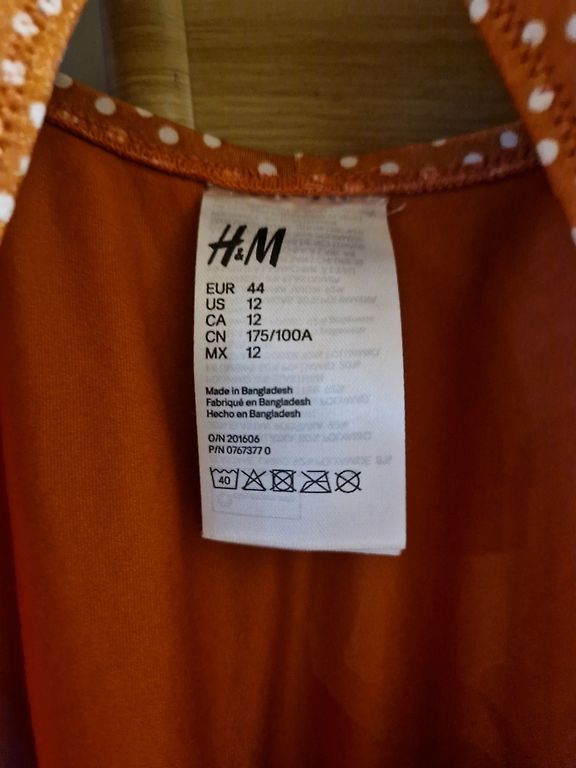 H&M
EUR 44
US 12
CA 12
CN 175/100A
MX 12
Made in Bangladesh
Fabriqué en Bangladesh
Hecho en Bangladesh
O/N 201606
P/N 0767377 0
40